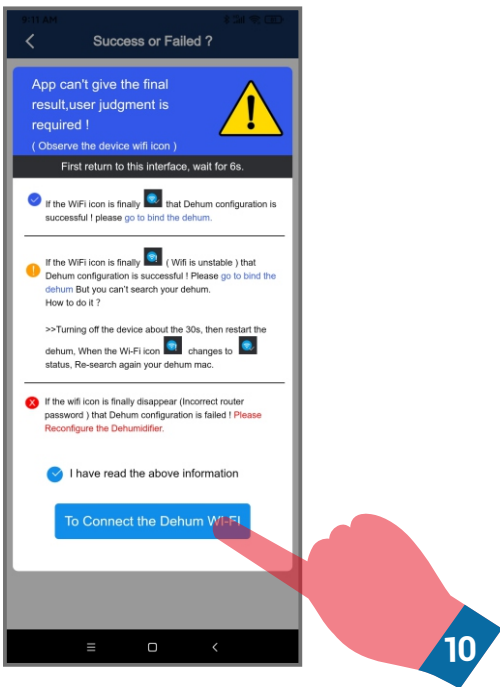 9:11 AM
Success or Failed ?
App can't give the final
result,user judgment is
required !
( Observe the device wifi icon )
First return to this interface, wait for 6s.
If the WiFi icon is finally that Dehum configuration is
successful ! please go to bind the dehum.
If the WiFi icon is finally ( Wifi is unstable ) that
Dehum configuration is successful ! Please go to bind the
dehum But you can't search your dehum.
How to do it ?
>>Turning off the device about the 30s, then restart the
dehum, When the Wi-Fi icon changes to
status, Re-search again your dehum mac.
If the wifi icon is finally disappear (Incorrect router
password ) that Dehum configuration is failed ! Please
Reconfigure the Dehumidifier.
I have read the above information
To Connect the Dehum WI-FI
10